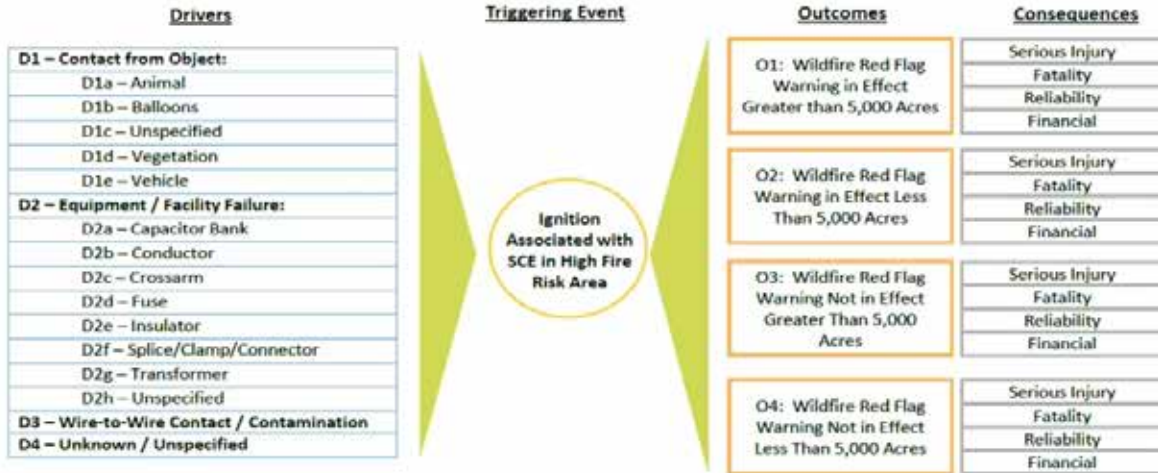 Drivers
Triggering Event
Outcomes
Consequences
D1 – Contact from Object:
D1a – Animal
D1b – Balloons
D1c – Unspecified
D1d – Vegetation
D1e – Vehicle
D2 – Equipment / Facility Failure:
D2a – Capacitor Bank
D2b – Conductor
D2c – Crossarm
D2d – Fuse
D2e – Insulator
D2f – Splice/Clamp/Connector
D2g – Transformer
D2h – Unspecified
D3 – Wire-to-Wire Contact / Contamination
D4 – Unknown / Unspecified
Ignition
Associated with
SCE in High Fire
Risk Area
O1: Wildfire Red Flag
Warning in Effect
Greater than 5,000 Acres
Serious Injury
Fatality
Reliability
Financial
O2: Wildfire Red Flag
Warning in Effect Less
Than 5,000 Acres
Serious Injury
Fatality
Reliability
Financial
O3: Wildfire Red Flag
Warning Not in Effect
Greater Than 5,000
Acres
Serious Injury
Fatality
Reliability
Financial
O4: Wildfire Red Flag
Warning Not in Effect
Less Than 5,000 Acres
Serious Injury
Fatality
Reliability
Financial